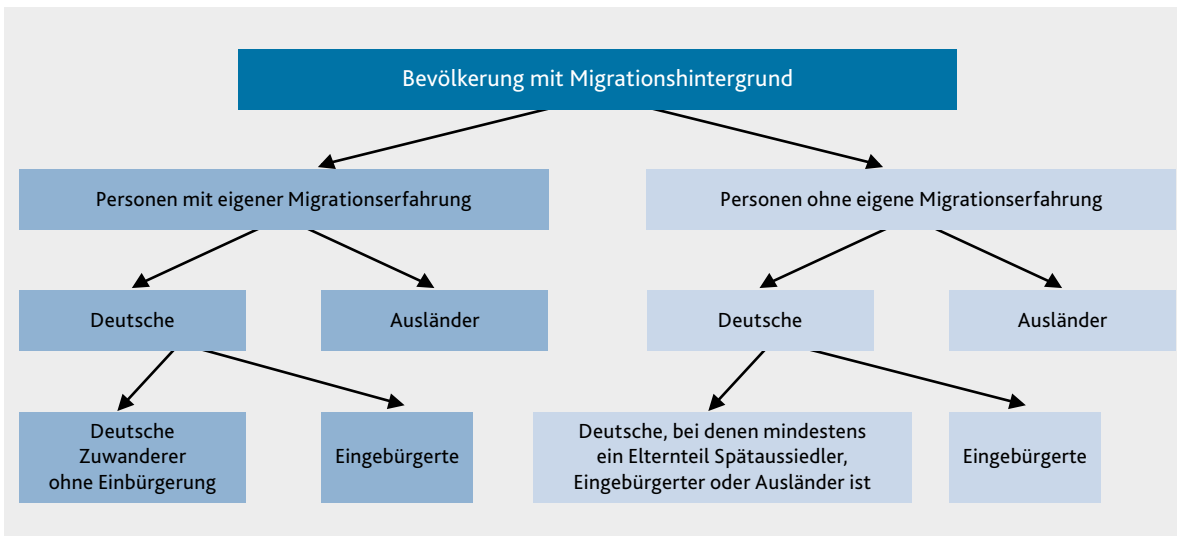 Bevölkerung mit Migrationshintergrund
Personen mit eigener Migrationserfahrung
Personen ohne eigene Migrationserfahrung
Deutsche
Ausländer
Deutsche
Ausländer
Deutsche
Zuwanderer
ohne Einbürgerung
Eingebürgerte
Deutsche, bei denen mindestens
ein Elternteil Spätaussiedler,
Eingebürgerter oder Ausländer ist
Eingebürgerte